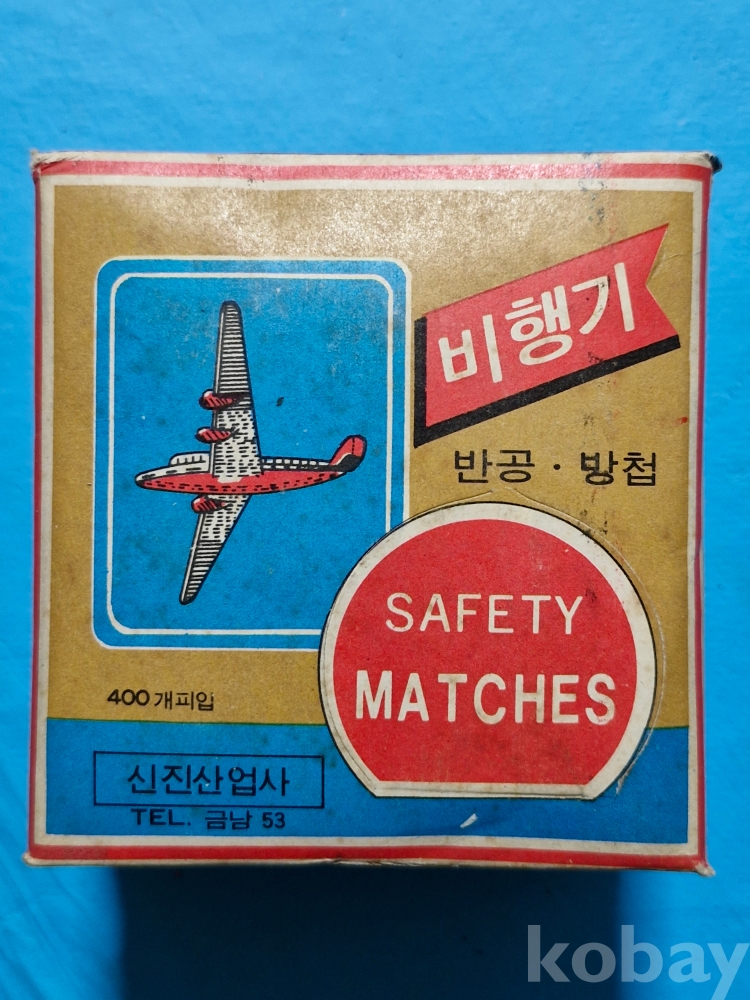 비행기
반공 · 방첩
SAFETY
MATCHES
400개피입
신진산업사
TEL. 금남 53
kobay